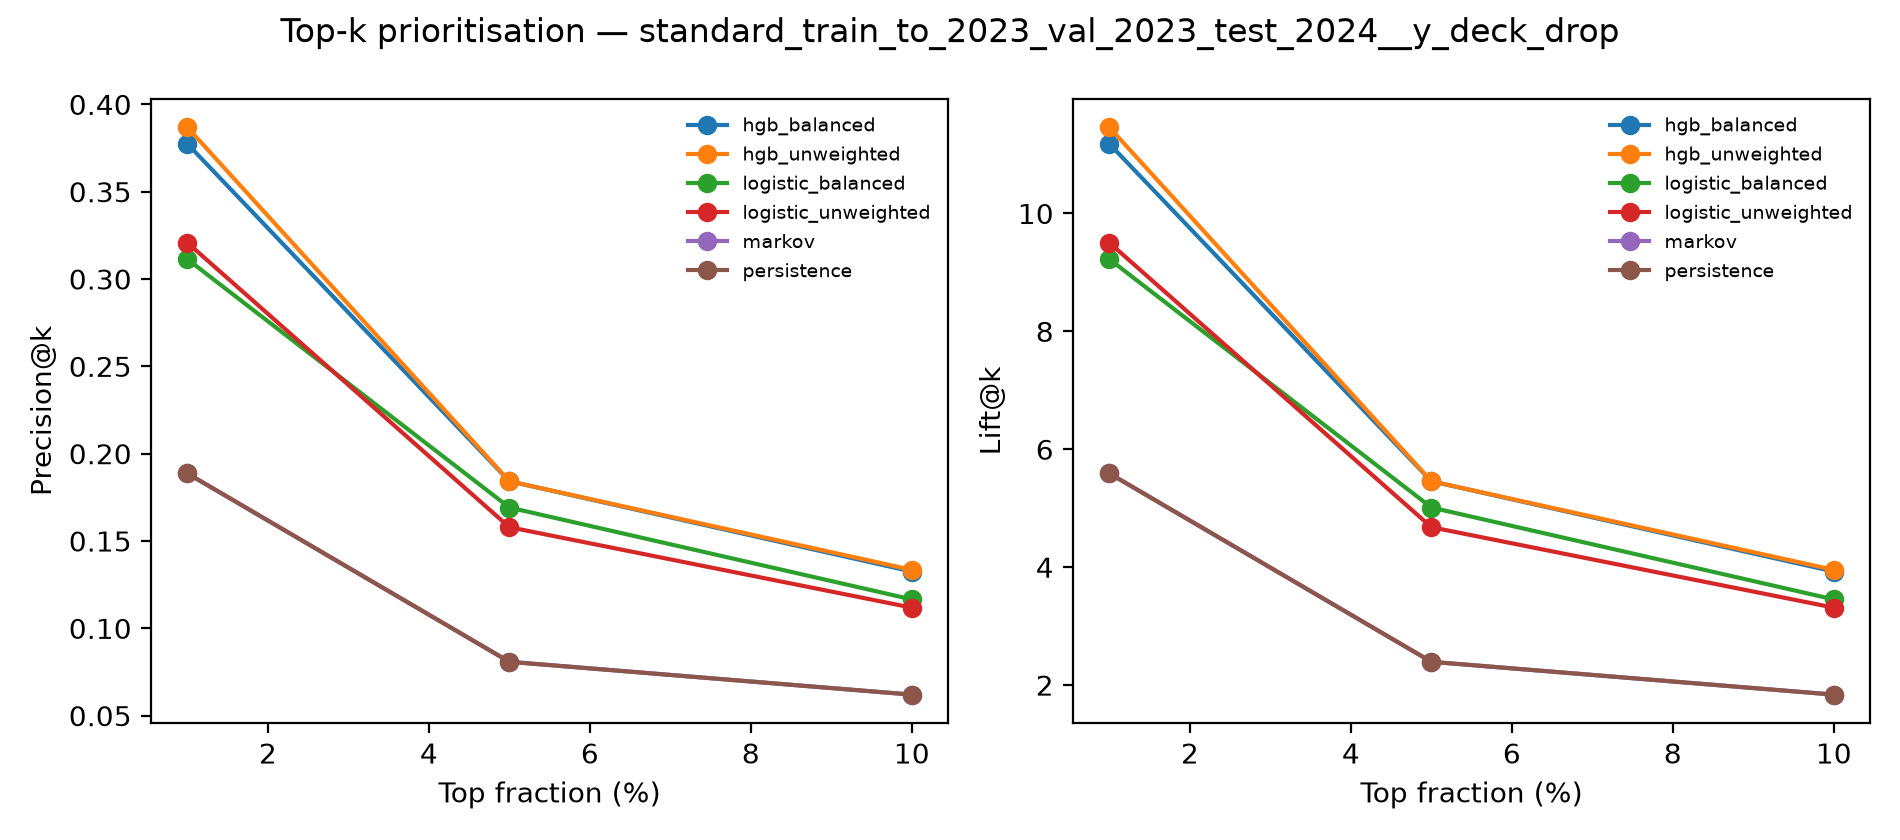 Top-k prioritisation — standard_train_to_2023_val_2023_test_2024__y_deck_drop
0.40
0.35
0.30
0.25
0.20
0.15
0.10
0.05
Precision@k
2 4 6 8 10
Top fraction (%)
hgb_balanced
hgb_unweighted
logistic_balanced
logistic_unweighted
markov
persistence
10
8
6
4
2
Lift@k
2 4 6 8 10
Top fraction (%)
hgb_balanced
hgb_unweighted
logistic_balanced
logistic_unweighted
markov
persistence